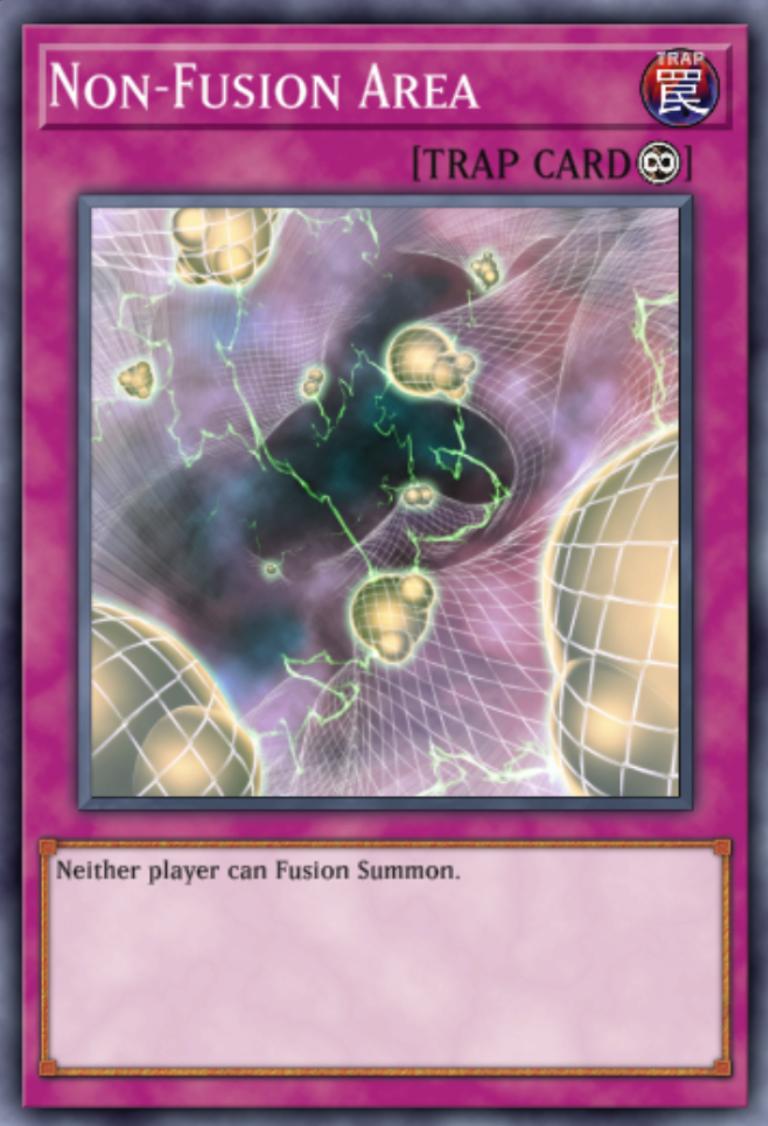 Non-Fusion Area
TRAP
罠
[TRAP CARD]
Neither player can Fusion Summon.